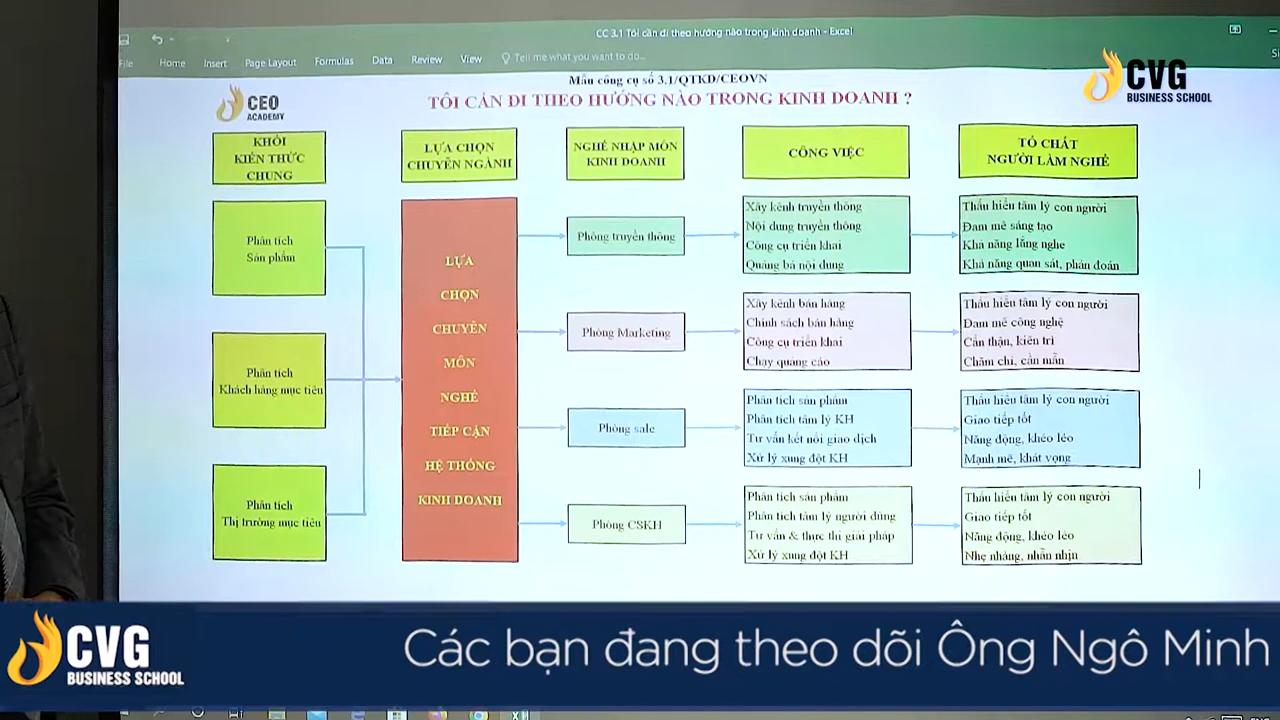 CC 3.1 Tôi cần đi theo hướng nào trong kinh doanh - Excel
File Home Insert Page Layout Formulas Data Review View Tell me what you want to do...
Mẫu công cụ số 3.1/QTKD/CEOVN
TÔI CẦN ĐI THEO HƯỚNG NÀO TRONG KINH DOANH ?
CEO
ACADEMY
CVG
BUSINESS SCHOOL
KHỐI
KIẾN THỨC
CHUNG
LỰA CHỌN
CHUYÊN NGÀNH
NGHỀ NHẬP MÔN
KINH DOANH
CÔNG VIỆC
TỐ CHẤT
NGƯỜI LÀM NGHỀ
Phân tích
Sản phẩm
Phân tích
Khách hàng mục tiêu
Phân tích
Thị trường mục tiêu
LỰA
CHỌN
CHUYÊN
MÔN
NGHỀ
TIẾP CẬN
HỆ THỐNG
KINH DOANH
Phòng truyền thông
Xây kênh truyền thông
Nội dung truyền thông
Công cụ triển khai
Quảng bá nội dung
Thấu hiểu tâm lý con người
Đam mê sáng tạo
Khả năng lắng nghe
Khả năng quan sát, phán đoán
Phòng Marketing
Xây kênh bán hàng
Chính sách bán hàng
Công cụ triển khai
Chạy quảng cáo
Thấu hiểu tâm lý con người
Đam mê công nghệ
Cẩn thận, kiên trì
Chăm chỉ, cần mẫn
Phòng sale
Phân tích sản phẩm
Phân tích tâm lý KH
Tư vấn kết nối giao dịch
Xử lý xung đột KH
Thấu hiểu tâm lý con người
Giao tiếp tốt
Năng động, khéo léo
Mạnh mẽ, khát vọng
Phòng CSKH
Phân tích sản phẩm
Phân tích tâm lý người dùng
Tư vấn & thực thi giải pháp
Xử lý xung đột KH
Thấu hiểu tâm lý con người
Giao tiếp tốt
Năng động, khéo léo
Nhẹ nhàng, nhẫn nhịn
CVG
BUSINESS SCHOOL
Các bạn đang theo dõi Ông Ngô Minh